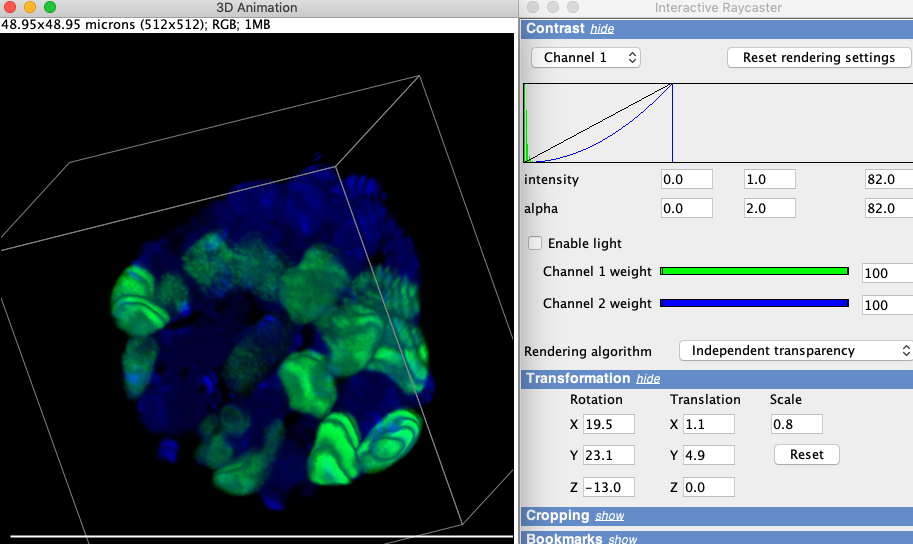 3D Animation
48.95x48.95 microns (512x512); RGB; 1MB
Interactive Raycaster
Contrast hide
Channel 1
Reset rendering settings
intensity 0.0 1.0 82.0
alpha 0.0 2.0 82.0
Enable light
Channel 1 weight 100
Channel 2 weight 100
Rendering algorithm Independent transparency
Transformation hide
Rotation Translation Scale
X 19.5 X 1.1 0.8
Y 23.1 Y 4.9 Reset
Z −13.0 Z 0.0
Cropping show
Bookmarks show